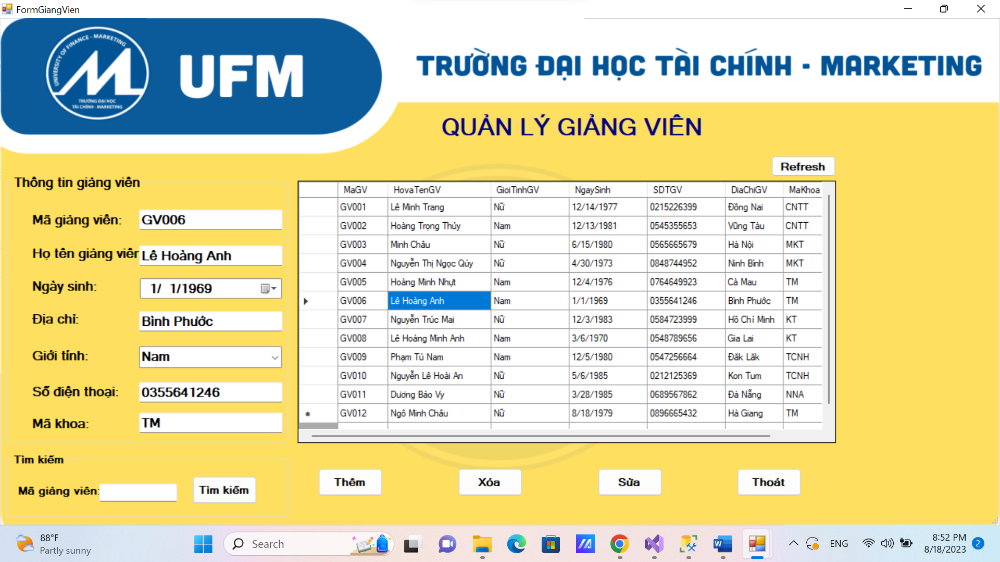 FormGiangVien
UNIVERSITY OF FINANCE - MARKETING
TRƯỜNG ĐẠI HỌC
TÀI CHÍNH - MARKETING
UFM
TRƯỜNG ĐẠI HỌC TÀI CHÍNH - MARKETING
QUẢN LÝ GIẢNG VIÊN
Refresh
Thông tin giảng viên
Mã giảng viên: GV006
Họ tên giảng viên Lê Hoàng Anh
Ngày sinh: 1/ 1/1969
Địa chỉ: Bình Phước
Giới tính: Nam
Số điện thoại: 0355641246
Mã khoa: TM
MaGV HovaTenGV GioiTinhGV NgaySinh SDTGV DiaChiGV MaKhoa
GV001 Lê Minh Trang Nữ 12/14/1977 0215226399 Đồng Nai CNTT
GV002 Hoàng Trọng Thủy Nam 12/13/1981 0545355653 Vũng Tàu CNTT
GV003 Minh Châu Nữ 6/15/1980 0565665679 Hà Nội MKT
GV004 Nguyễn Thị Ngọc Qúy Nữ 4/30/1973 0848744952 Ninh Bình MKT
GV005 Hoàng Minh Nhựt Nam 12/4/1976 0764649923 Cà Mau TM
GV006 Lê Hoàng Anh Nam 1/1/1969 0355641246 Bình Phước TM
GV007 Nguyễn Trúc Mai Nữ 12/3/1983 0584723999 Hồ Chí Minh KT
GV008 Lê Hoàng Minh Anh Nam 3/6/1970 0548789656 Gia Lai KT
GV009 Phạm Tú Nam Nam 12/5/1980 0547256664 Đăk Lăk TCNH
GV010 Nguyễn Lê Hoài An Nữ 5/6/1985 0212125369 Kon Tum TCNH
GV011 Dương Bảo Vy Nữ 3/28/1985 0689567862 Đà Nẵng NNA
GV012 Ngô Minh Châu Nữ 8/18/1979 0896665432 Hà Giang TM
Tìm kiếm
Mã giảng viên: Tìm kiếm
Thêm Xóa Sửa Thoát
88°F
Partly sunny
Search
ENG
8:52 PM
8/18/2023
2